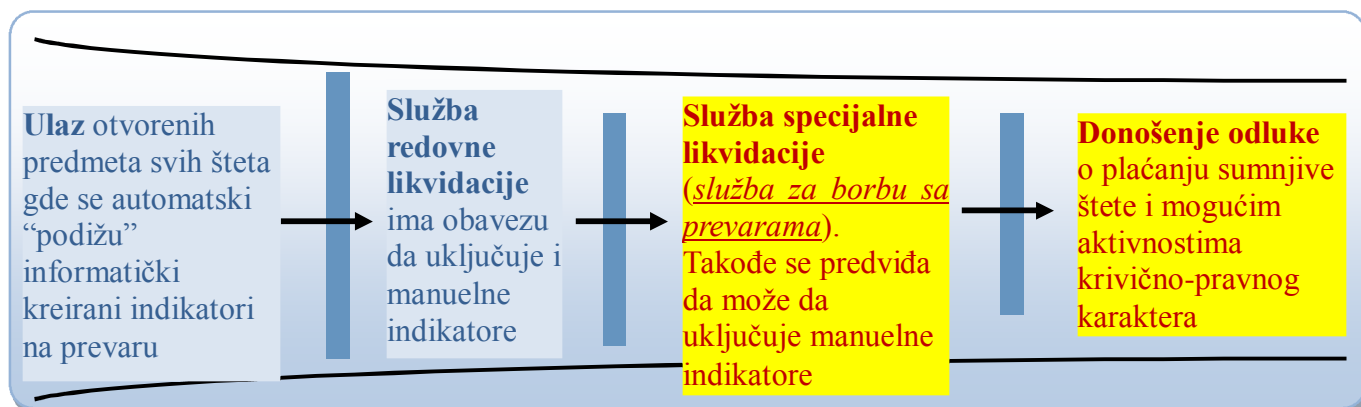 Ulaz otvorenih
predmeta svih šteta
gde se automatski
“podižu”
informatički
kreirani indikatori
na prevaru
Služba
redovne
likvidacije
ima obavezu
da uključuje i
manuelne
indikatore
Služba specijalne
likvidacije
(služba za borbu sa
prevarama).
Takođe se predviđa
da može da
uključuje manuelne
indikatore
Donošenje odluke
o plaćanju sumnjive
štete i mogućim
aktivnostima
krivično-pravnog
karaktera